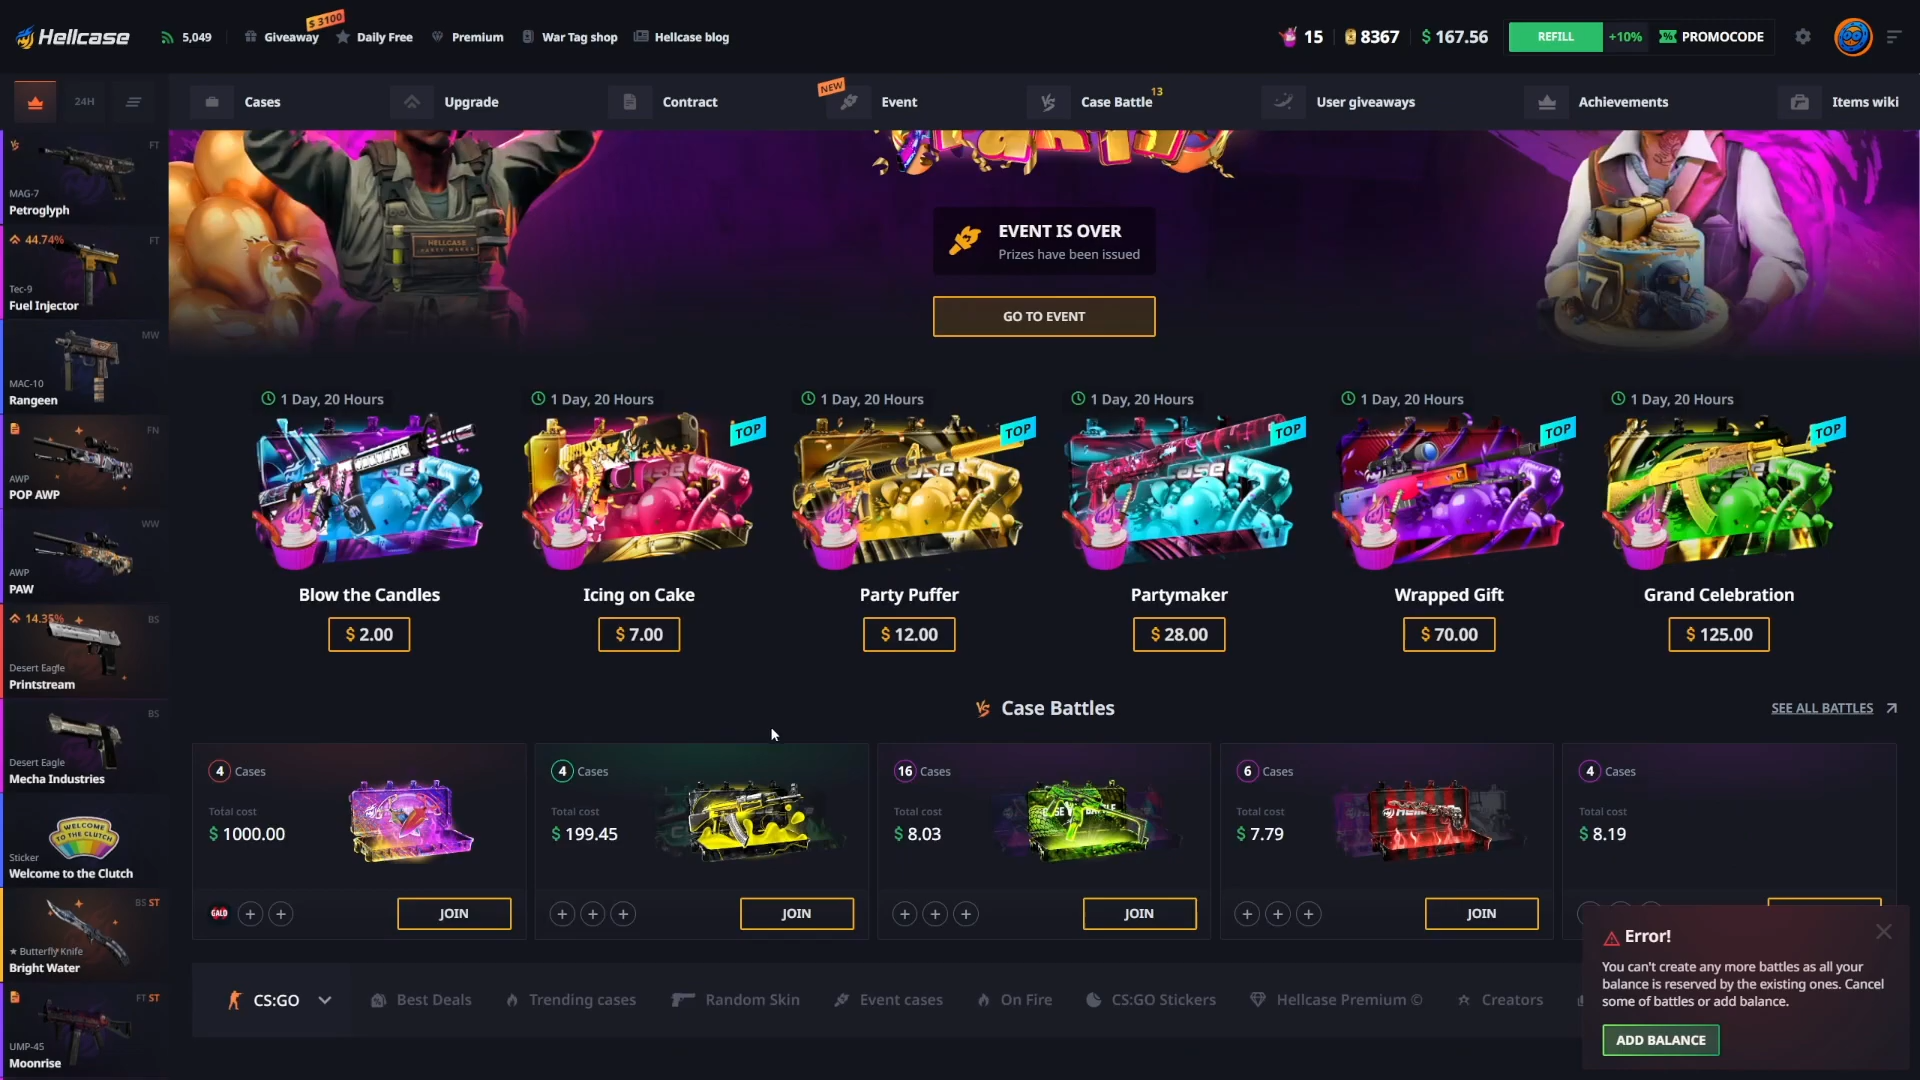 Hellcase
5,049
Giveaway
$ 3100
Daily Free
Premium
War Tag shop
Hellcase blog
15
8367
$ 167.56
REFILL
+10%
PROMOCODE
24H
Cases
Upgrade
Contract
NEW
Event
Case Battle
13
User giveaways
Achievements
Items wiki
FT
MAG-7
Petroglyph
44.74%
FT
Tec-9
Fuel Injector
MW
MAC-10
Rangeen
FN
AWP
POP AWP
WW
AWP
PAW
14.35%
BS
Desert Eagle
Printstream
BS
Desert Eagle
Mecha Industries
WELCOME
TO THE CLUTCH
Sticker
Welcome to the Clutch
BS ST
★ Butterfly Knife
Bright Water
FT ST
UMP-45
Moonrise
HELLCASE
7
EVENT IS OVER
Prizes have been issued
GO TO EVENT
1 Day, 20 Hours
Blow the Candles
$ 2.00
1 Day, 20 Hours
TOP
Icing on Cake
$ 7.00
1 Day, 20 Hours
TOP
Party Puffer
$ 12.00
1 Day, 20 Hours
TOP
Partymaker
$ 28.00
1 Day, 20 Hours
TOP
Wrapped Gift
$ 70.00
1 Day, 20 Hours
TOP
Grand Celebration
$ 125.00
VS Case Battles
SEE ALL BATTLES
4 Cases
Total cost
$ 1000.00
GALD
JOIN
4 Cases
Total cost
$ 199.45
JOIN
16 Cases
Total cost
$ 8.03
JOIN
6 Cases
Total cost
$ 7.79
JOIN
4 Cases
Total cost
$ 8.19
CS:GO
Best Deals
Trending cases
Random Skin
Event cases
On Fire
CS:GO Stickers
Hellcase Premium ©
Creators
Error!
You can't create any more battles as all your
balance is reserved by the existing ones. Cancel
some of battles or add balance.
ADD BALANCE